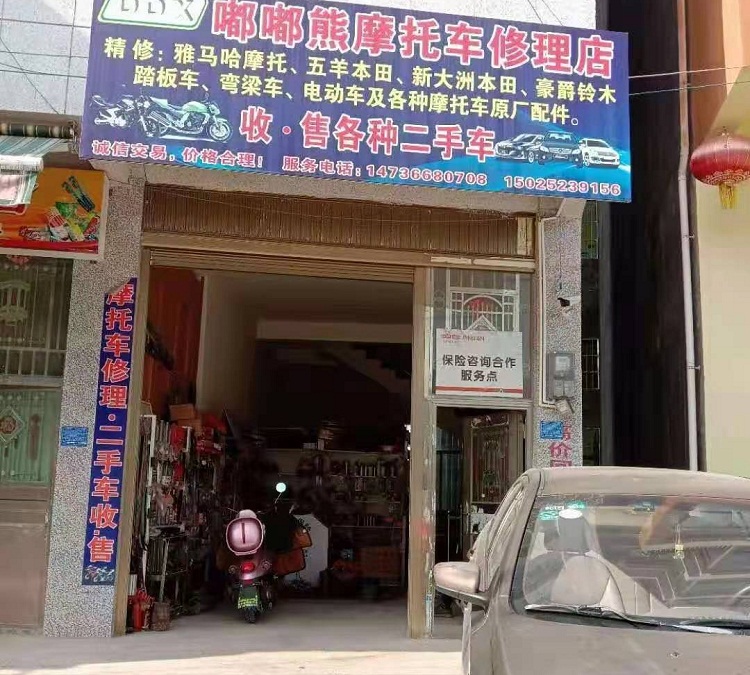 DDX
嘟嘟熊摩托车修理店
精修：雅马哈摩托、五羊本田、新大洲本田、豪爵铃木
踏板车、弯梁车、电动车及各种摩托车原厂配件。
收·售各种二手车
诚信交易，价格合理！ 服务电话：14736680708 15025239156
摩托车修理·二手车收·售
保险咨询合作
服务点